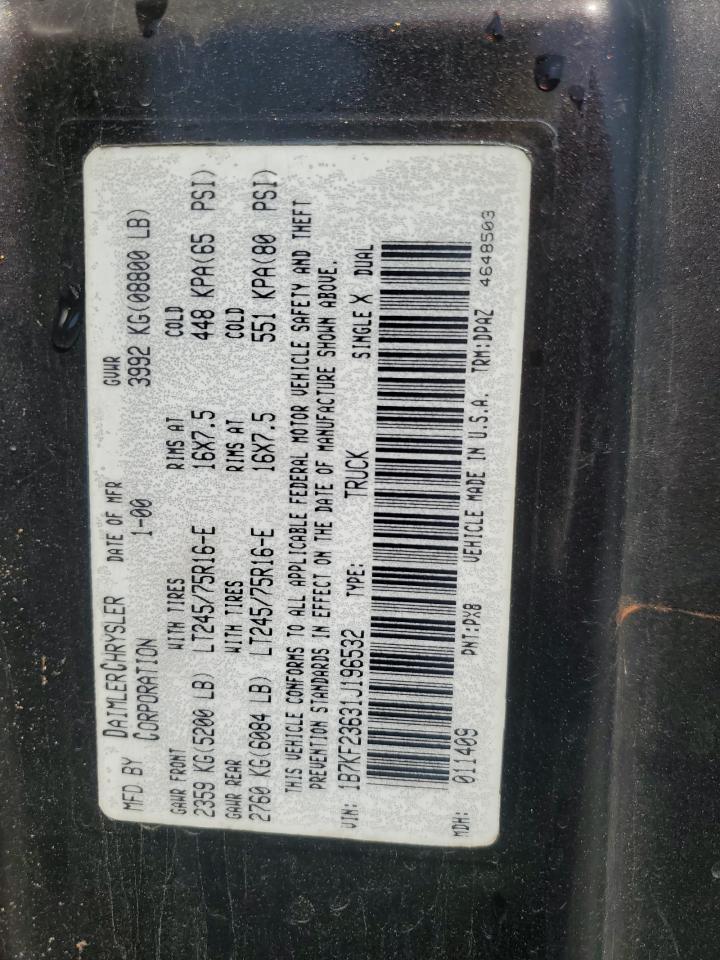 MFD BY DAIMLERCHRYSLER CORPORATION DATE OF MFR 1-00 GVWR 3992 KG(08800 LB)
GAWR FRONT WITH TIRES RIMS AT COLD
2359 KG(5200 LB) LT245/75R16-E 16X7.5 448 KPA(65 PSI)
GAWR REAR WITH TIRES RIMS AT COLD
2760 KG(6084 LB) LT245/75R16-E 16X7.5 551 KPA(80 PSI)
THIS VEHICLE CONFORMS TO ALL APPLICABLE FEDERAL MOTOR VEHICLE SAFETY AND THEFT
PREVENTION STANDARDS IN EFFECT ON THE DATE OF MANUFACTURE SHOWN ABOVE.
VIN: 1B7KF23631J196532 TYPE: TRUCK SINGLE X DUAL
MDH: 011409 PNT:PX8 VEHICLE MADE IN U.S.A. TRM:DPAZ 4648503